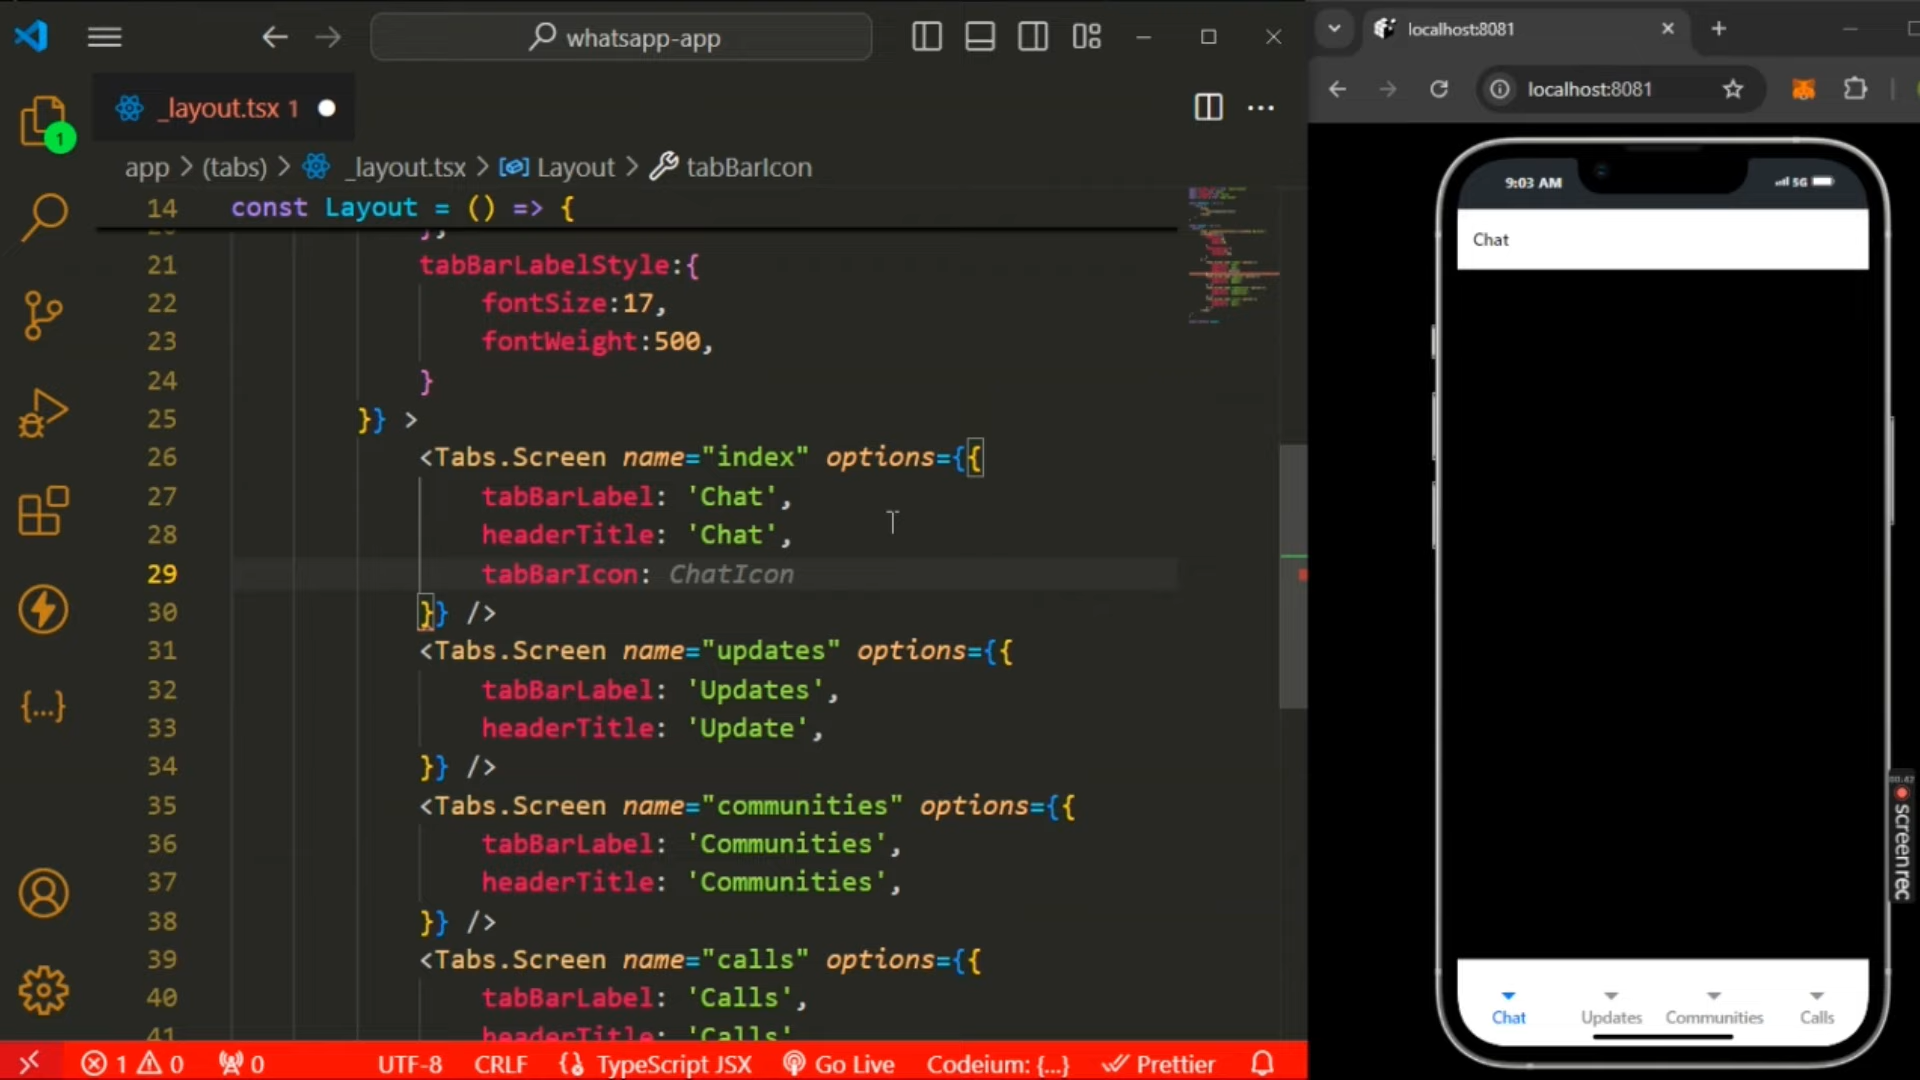 whatsapp-app
_layout.tsx 1
1
app > (tabs) > _layout.tsx > Layout > tabBarIcon
14 const Layout = () => {
21 tabBarLabelStyle:{
22 fontSize:17,
23 fontWeight:500,
24 }
25 }} >
26 <Tabs.Screen name="index" options={{
27 tabBarLabel: 'Chat',
28 headerTitle: 'Chat',
29 tabBarIcon: ChatIcon
30 }} />
31 <Tabs.Screen name="updates" options={{
32 tabBarLabel: 'Updates',
33 headerTitle: 'Update',
34 }} />
35 <Tabs.Screen name="communities" options={{
36 tabBarLabel: 'Communities',
37 headerTitle: 'Communities',
38 }} />
39 <Tabs.Screen name="calls" options={{
40 tabBarLabel: 'Calls',
41 headerTitle: 'Calls'
1 0 0 UTF-8 CRLF {} TypeScript JSX Go Live Codeium: {...} Prettier
localhost:8081
localhost:8081
9:03 AM 5G
Chat
Chat Updates Communities Calls
screenrec